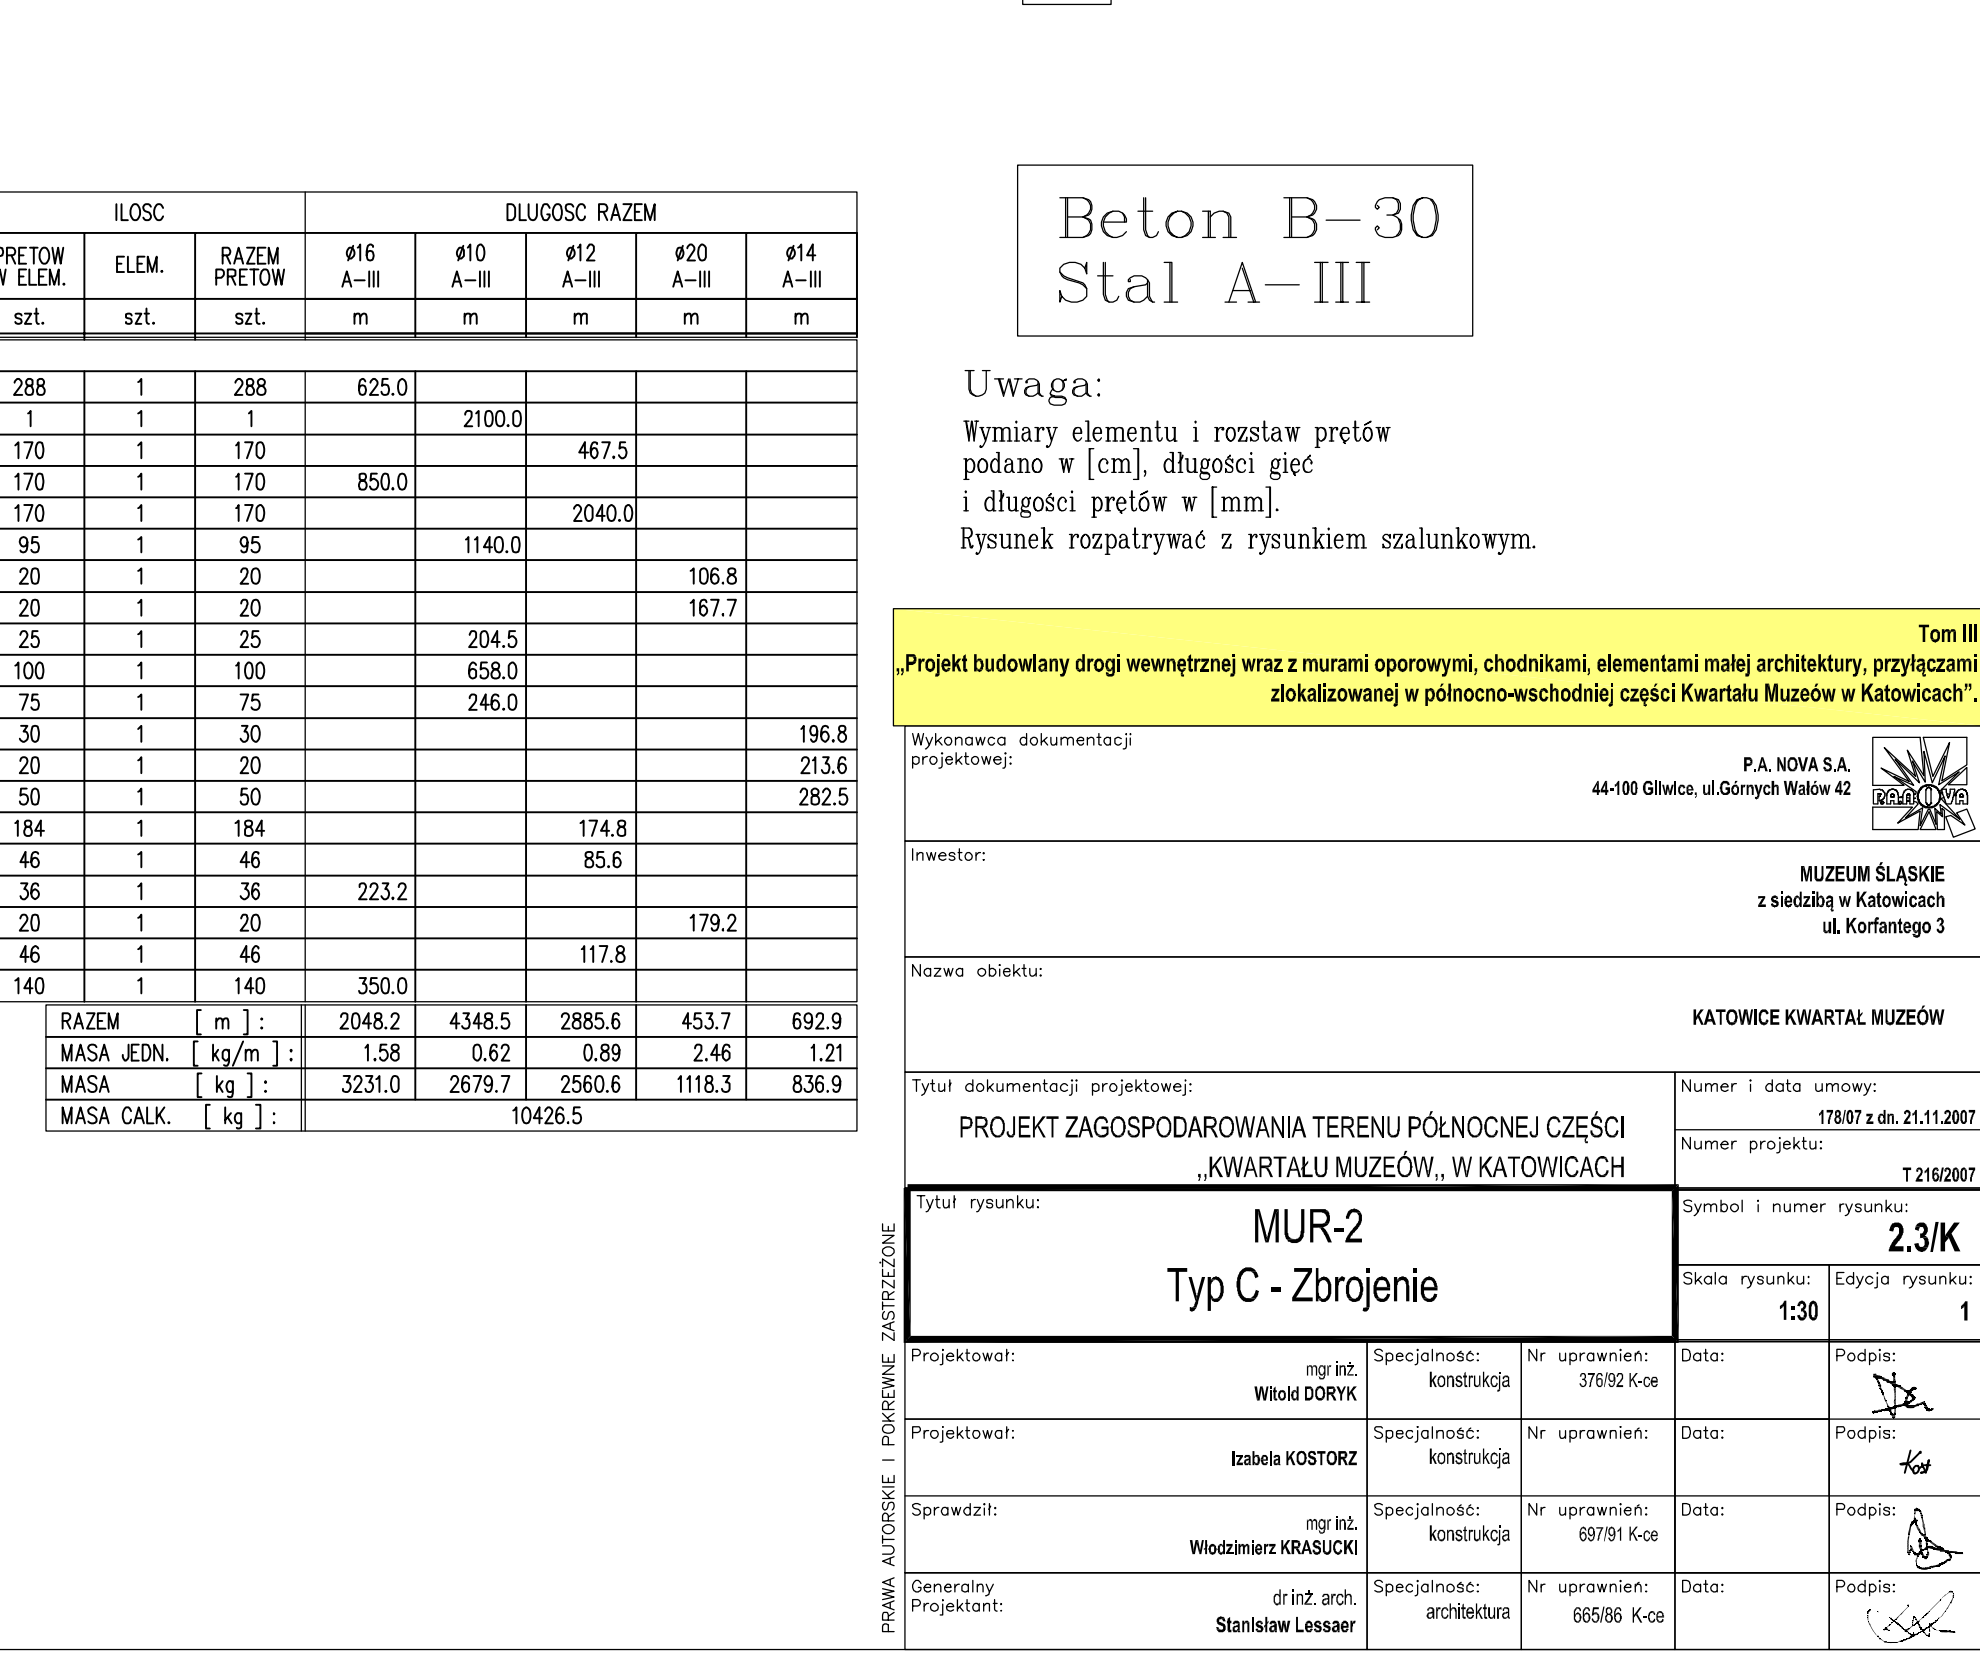 ILOSC DLUGOSC RAZEM
PRETOW W ELEM. ELEM. RAZEM PRETOW ø16 A-III ø10 A-III ø12 A-III ø20 A-III ø14 A-III
szt. szt. szt. m m m m m
288 1 288 625.0
1 1 1 2100.0
170 1 170 467.5
170 1 170 850.0
170 1 170 2040.0
95 1 95 1140.0
20 1 20 106.8
20 1 20 167.7
25 1 25 204.5
100 1 100 658.0
75 1 75 246.0
30 1 30 196.8
20 1 20 213.6
50 1 50 282.5
184 1 184 174.8
46 1 46 85.6
36 1 36 223.2
20 1 20 179.2
46 1 46 117.8
140 1 140 350.0
RAZEM [ m ] : 2048.2 4348.5 2885.6 453.7 692.9
MASA JEDN. [ kg/m ] : 1.58 0.62 0.89 2.46 1.21
MASA [ kg ] : 3231.0 2679.7 2560.6 1118.3 836.9
MASA CALK. [ kg ] : 10426.5
Beton B-30
Stal A-III
Uwaga:
Wymiary elementu i rozstaw prętów
podano w [cm], długości gięć
i długości prętów w [mm].
Rysunek rozpatrywać z rysunkiem szalunkowym.
Tom III
„Projekt budowlany drogi wewnętrznej wraz z murami oporowymi, chodnikami, elementami małej architektury, przyłączami
zlokalizowanej w północno-wschodniej części Kwartału Muzeów w Katowicach”.
Wykonawca dokumentacji
projektowej:
P.A. NOVA S.A.
44-100 Gliwice, ul.Górnych Wałów 42
P.A. NOVA
Inwestor:
MUZEUM ŚLĄSKIE
z siedzibą w Katowicach
ul. Korfantego 3
Nazwa obiektu:
KATOWICE KWARTAŁ MUZEÓW
Tytuł dokumentacji projektowej:
PROJEKT ZAGOSPODAROWANIA TERENU PÓŁNOCNEJ CZĘŚCI
,,KWARTAŁU MUZEÓW,, W KATOWICACH
Numer i data umowy:
178/07 z dn. 21.11.2007
Numer projektu:
T 216/2007
Tytuł rysunku:
MUR-2
Typ C - Zbrojenie
Symbol i numer rysunku:
2.3/K
Skala rysunku: Edycja rysunku:
1:30 1
PRAWA AUTORSKIE I POKREWNE ZASTRZEŻONE
Projektował: mgr inż. Specjalność: Nr uprawnień: Data: Podpis:
Witold DORYK konstrukcja 376/92 K-ce
Projektował: Specjalność: Nr uprawnień: Data: Podpis:
Izabela KOSTORZ konstrukcja Kost
Sprawdził: mgr inż. Specjalność: Nr uprawnień: Data: Podpis:
Włodzimierz KRASUCKI konstrukcja 697/91 K-ce
Generalny Projektant: dr inż. arch. Specjalność: Nr uprawnień: Data: Podpis:
Stanisław Lessaer architektura 665/86 K-ce